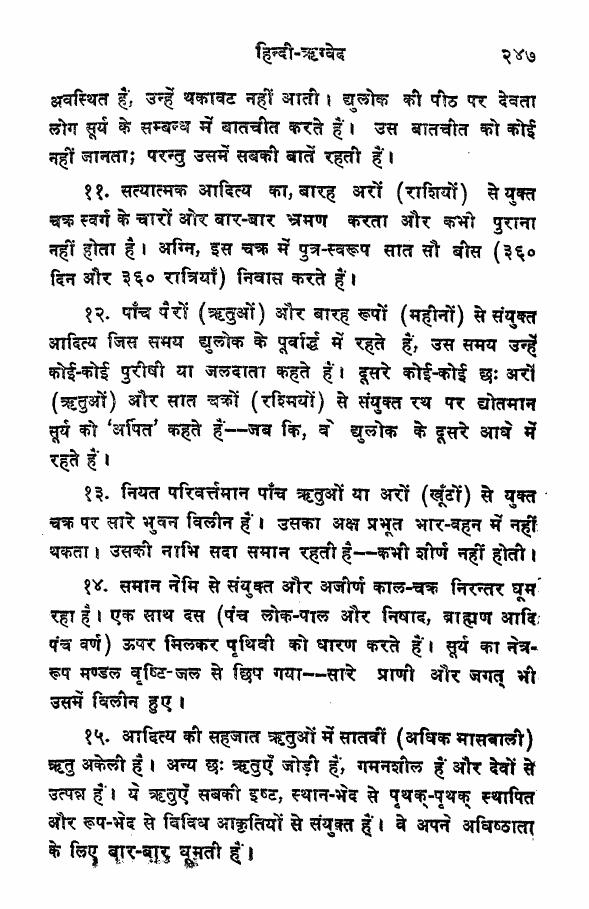 हिन्दी-ऋग्वेद २४७
अवस्थित हैं, उन्हें थकावट नहीं आती। द्युलोक की पीठ पर देवता
लोग सूर्य के सम्बन्ध में बातचीत करते हैं। उस बातचीत को कोई
नहीं जानता; परन्तु उसमें सबकी बातें रहती हैं।
११. सत्यात्मक आदित्य का, बारह अरों (राशियों) से युक्त
चक्र स्वर्ग के चारों ओर बार-बार भ्रमण करता और कभी पुराना
नहीं होता है। अग्नि, इस चक्र में पुत्र-स्वरूप सात सौ बीस (३६०
दिन और ३६० रात्रियाँ) निवास करते हैं।
१२. पाँच पैरों (ऋतुओं) और बारह रूपों (महीनों) से संयुक्त
आदित्य जिस समय द्युलोक के पूर्वार्द्ध में रहते हैं, उस समय उन्हें
कोई-कोई पुरीषी या जलदाता कहते हैं। दूसरे कोई-कोई छः अरों
(ऋतुओं) और सात चक्रों (रश्मियों) से संयुक्त रथ पर द्योतमान
सूर्य को 'अर्पित' कहते हैं--जब कि, वे द्युलोक के दूसरे आधे में
रहते हैं।
१३. नियत परिवर्त्तमान पाँच ऋतुओं या अरों (खूँटों) से युक्त
चक्र पर सारे भुवन विलीन हैं। उसका अक्ष प्रभूत भार-वहन में नहीं
थकता। उसकी नाभि सदा समान रहती है--कभी शीर्ण नहीं होती।
१४. समान नेमि से संयुक्त और अजीर्ण काल-चक्र निरन्तर घूम
रहा है। एक साथ दस (पंच लोक-पाल और निषाद, ब्राह्मण आदि
पंच वर्ण) ऊपर मिलकर पृथिवी को धारण करते हैं। सूर्य का नेत्र-
रूप मण्डल वृष्टि-जल से छिप गया--सारे प्राणी और जगत् भी
उसमें विलीन हुए।
१५. आदित्य की सहजात ऋतुओं में सातवीं (अधिक मासवाली)
ऋतु अकेली है। अन्य छः ऋतुएँ जोड़ी हैं, गमनशील हैं और देवों से
उत्पन्न हैं। ये ऋतुएँ सबकी इष्ट, स्थान-भेद से पृथक्-पृथक् स्थापित
और रूप-भेद से विविध आकृतियों से संयुक्त हैं। वे अपने अधिष्ठाता
के लिए बार-बार घूमती हैं।